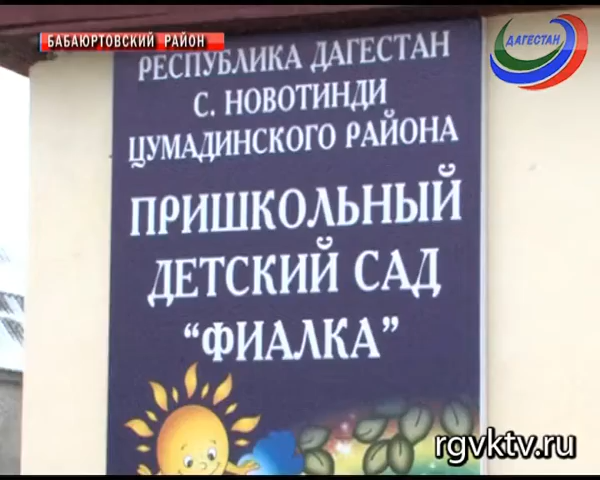 БАБАЮРТОВСКИЙ РАЙОН
ДАГЕСТАН
РЕСПУБЛИКА ДАГЕСТАН
С. НОВОТИНДИ
ЦУМАДИНСКОГО РАЙОНА
ПРИШКОЛЬНЫЙ
ДЕТСКИЙ САД
“ФИАЛКА”
rgvktv.ru